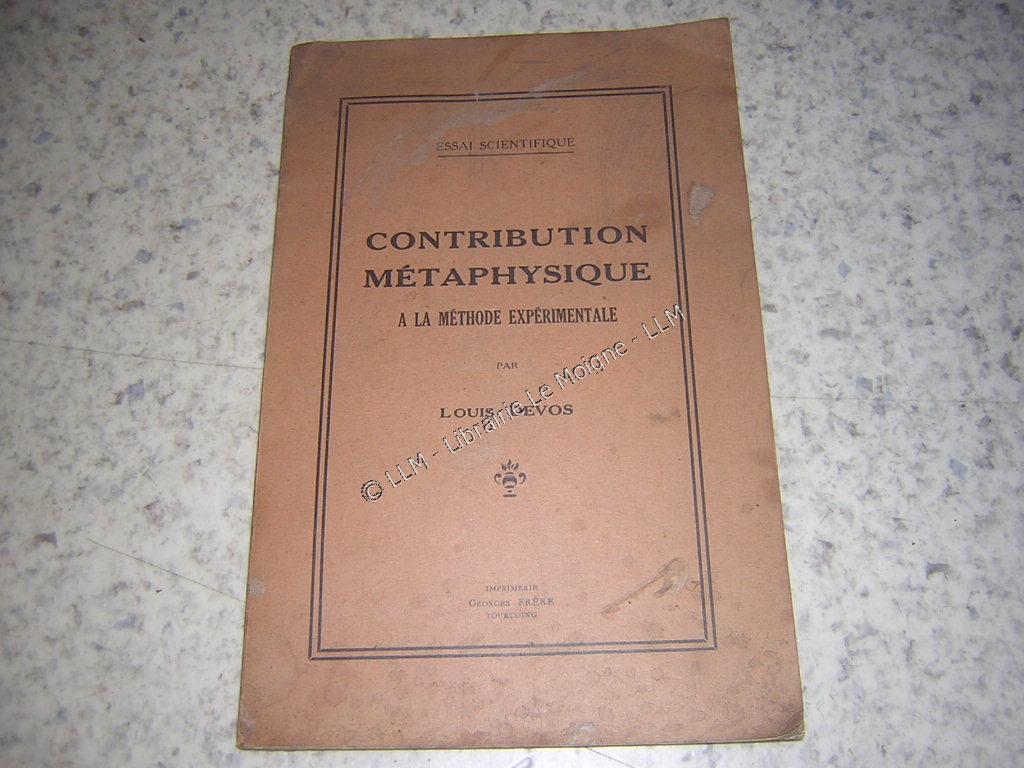 ESSAI SCIENTIFIQUE
CONTRIBUTION
MÉTAPHYSIQUE
A LA MÉTHODE EXPÉRIMENTALE
PAR
LOUIS DEVOS
© LLM - Librairie Le Moigne - LLM
IMPRIMERIE
GEORGES FRÈRE
TOURCOING